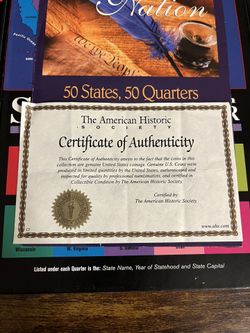 Nation
We the People
50 States, 50 Quarters
The American Historic
SOCIETY
Certificate of Authenticity
This Certificate of Authenticity attests to the fact that the coins in this
collection are genuine United States coinage. Genuine U.S. Coins were
produced in limited quantities by the United States, authenticated and
inspected for quality by professional numismatists, and certified in
Collectible Condition by The American Historic Society.
Certified by
The American Historic Society
www.ahs.com
Wisconsin
Utah
Listed under each Quarter is the: State Name, Year of Statehood and State Capital